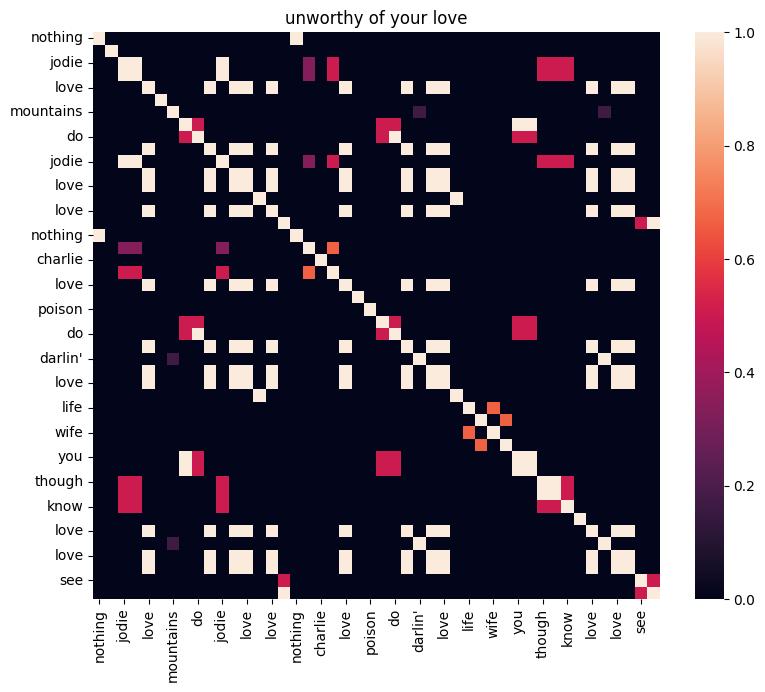 unworthy of your love
nothing
jodie
love
mountains
do
jodie
love
love
nothing
charlie
love
poison
do
darlin'
love
life
wife
you
though
know
love
love
see
nothing
jodie
love
mountains
do
jodie
love
love
nothing
charlie
love
poison
do
darlin'
love
life
wife
you
though
know
love
love
see
1.0
0.8
0.6
0.4
0.2
0.0